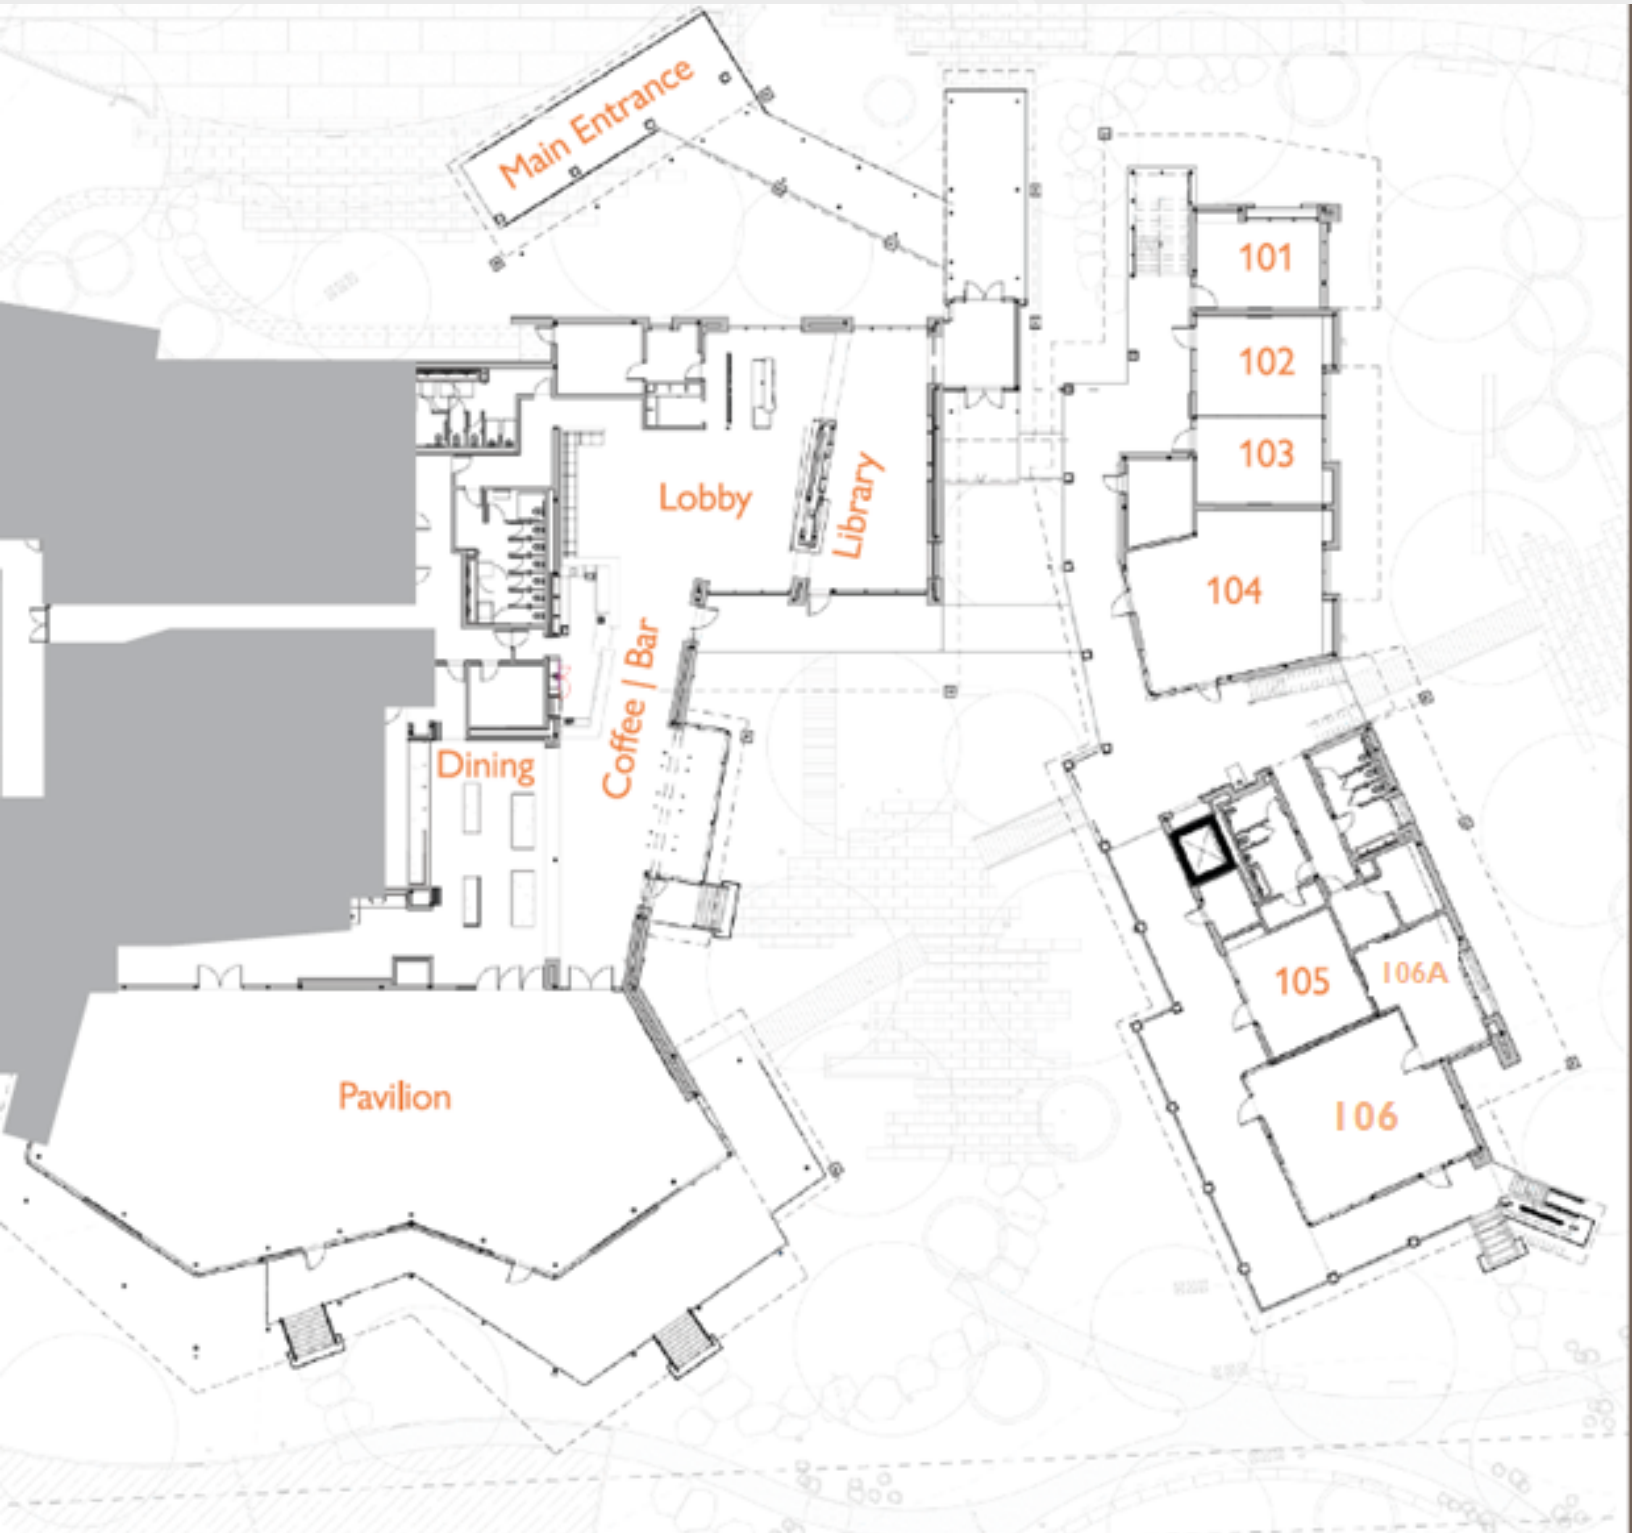 Main Entrance
101
102
103
Lobby
Library
104
Coffee | Bar
Dining
105
106A
Pavilion
106